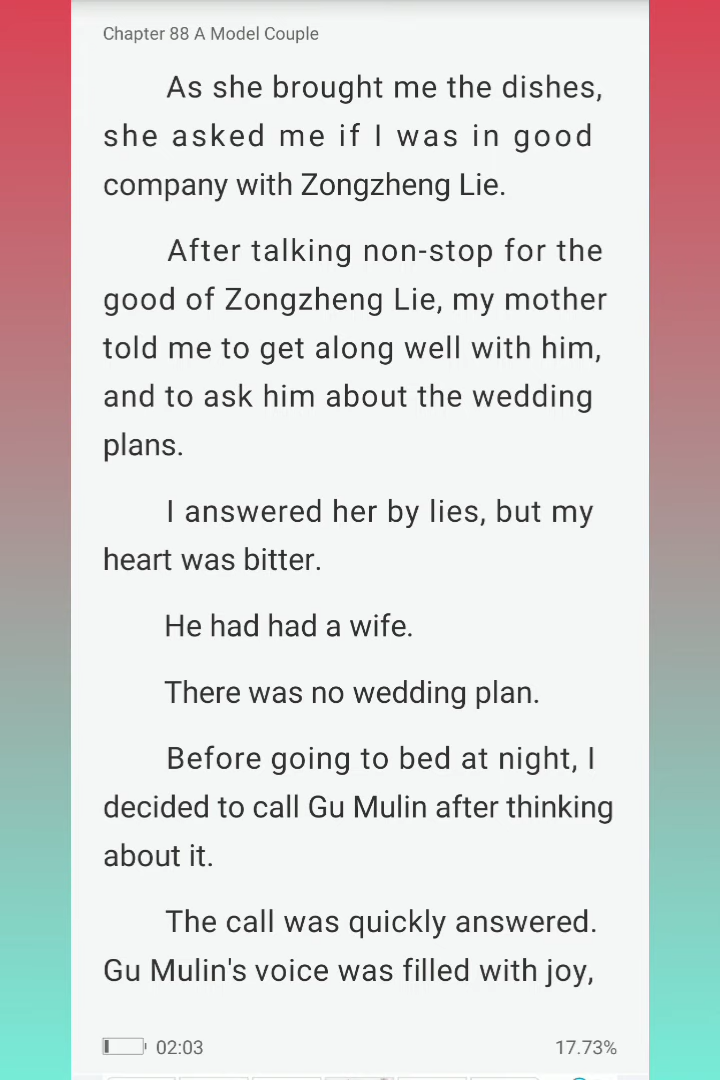 Chapter 88 A Model Couple
As she brought me the dishes,
she asked me if I was in good
company with Zongzheng Lie.
After talking non-stop for the
good of Zongzheng Lie, my mother
told me to get along well with him,
and to ask him about the wedding
plans.
I answered her by lies, but my
heart was bitter.
He had had a wife.
There was no wedding plan.
Before going to bed at night, I
decided to call Gu Mulin after thinking
about it.
The call was quickly answered.
Gu Mulin's voice was filled with joy,
02:03 17.73%